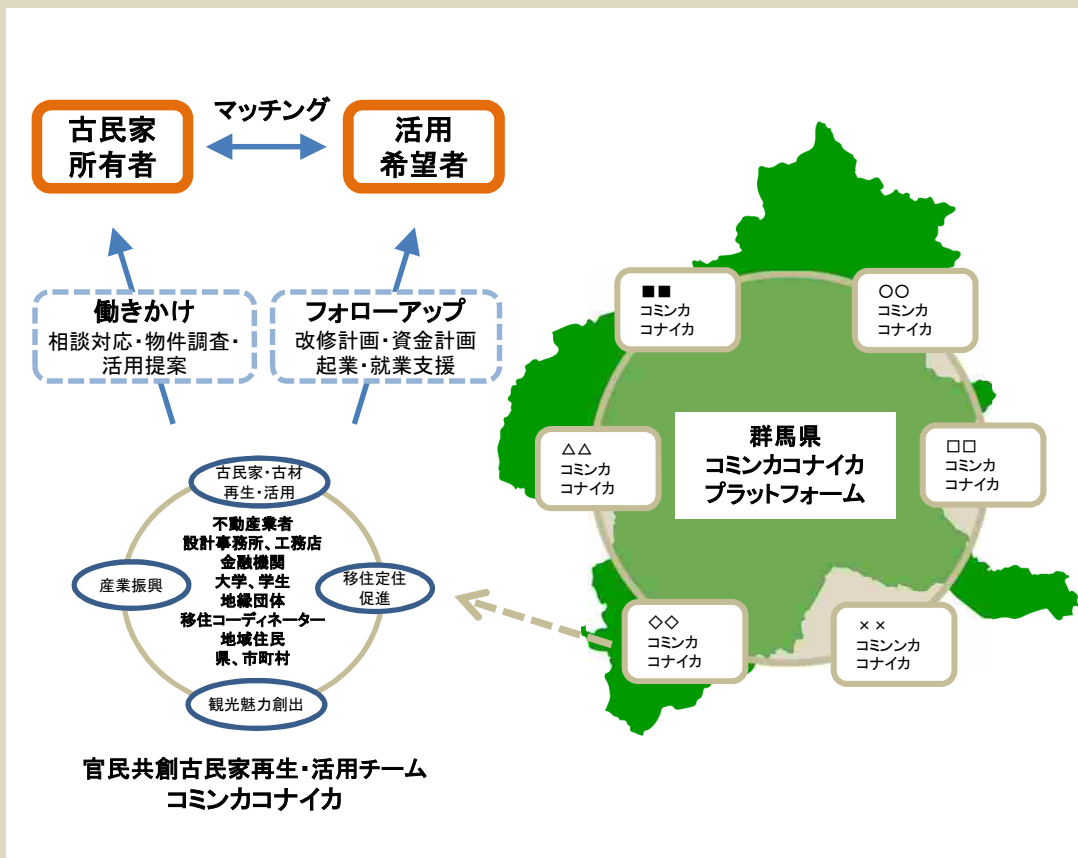 マッチング
古民家
所有者
活用
希望者
働きかけ
相談対応・物件調査・
活用提案
フォローアップ
改修計画・資金計画
起業・就業支援
古民家・古材
再生・活用
産業振興
移住定住
促進
観光魅力創出
不動産業者
設計事務所、工務店
金融機関
大学、学生
地縁団体
移住コーディネーター
地域住民
県、市町村
官民共創古民家再生・活用チーム
コミンカコナイカ
■■
コミンカ
コナイカ
○○
コミンカ
コナイカ
△△
コミンカ
コナイカ
群馬県
コミンカコナイカ
プラットフォーム
□□
コミンカ
コナイカ
◇◇
コミンカ
コナイカ
××
コミンンカ
コナイカ